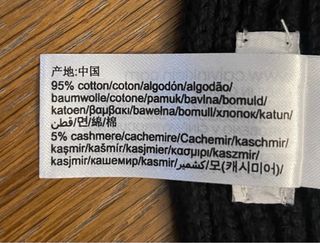 产地:中国
95% cotton/coton/algodón/algodão/
baumwolle/cotone/pamuk/bavlna/bomuld/
katoen/βαμβακι/bawełna/bomull/хлопок/katun/
قطن/면/綿/棉
5% cashmere/cachemire/Cachemir/kaschmir/
kaşmir/kašmír/kasjmier/κασμιρι/kaszmir/
kasjmir/кашемир/kasmir/كشمير/모(캐시미어)/